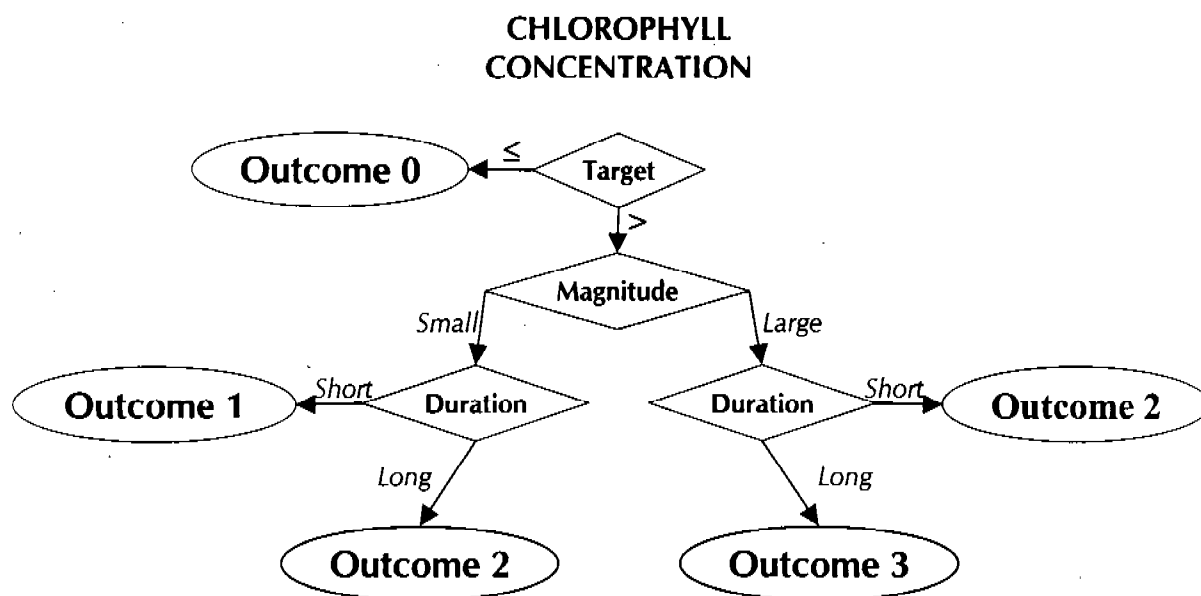 CHLOROPHYLL
CONCENTRATION
Outcome 0
≤
Target
>
Magnitude
Small
Large
Outcome 1
Short
Duration
Duration
Short
Outcome 2
Long
Long
Outcome 2
Outcome 3